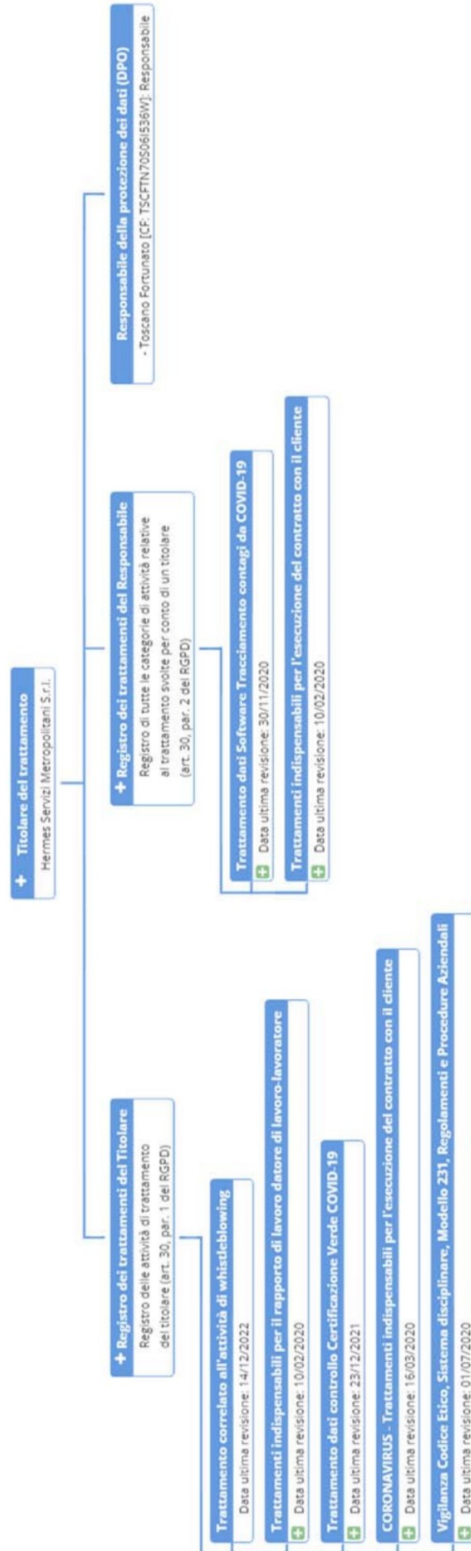 Titolare del trattamento
Hermes Servizi Metropolitani S.r.l.
Registro dei trattamenti del Titolare
Registro delle attività di trattamento
del titolare (art. 30, par. 1 del RGPD)
Trattamento correlato all'attività di whistleblowing
Data ultima revisione: 14/12/2022
Trattamenti indispensabili per il rapporto di lavoro datore di lavoro-lavoratore
Data ultima revisione: 10/02/2020
Trattamento dati controllo Certificazione Verde COVID-19
Data ultima revisione: 23/12/2021
CORONAVIRUS - Trattamenti indispensabili per l'esecuzione del contratto con il cliente
Data ultima revisione: 16/03/2020
Vigilanza Codice Etico, Sistema disciplinare, Modello 231, Regolamenti e Procedure Aziendali
Data ultima revisione: 01/07/2020
Registro dei trattamenti del Responsabile
Registro di tutte le categorie di attività relative
al trattamento svolte per conto di un titolare
(art. 30, par. 2 del RGPD)
Trattamento dati Software Tracciamento contagi da COVID-19
Data ultima revisione: 30/11/2020
Trattamenti indispensabili per l'esecuzione del contratto con il cliente
Data ultima revisione: 10/02/2020
Responsabile della protezione dei dati (DPO)
- Toscano Fortunato [CF: TSCFTN70S06I536W]: Responsabile